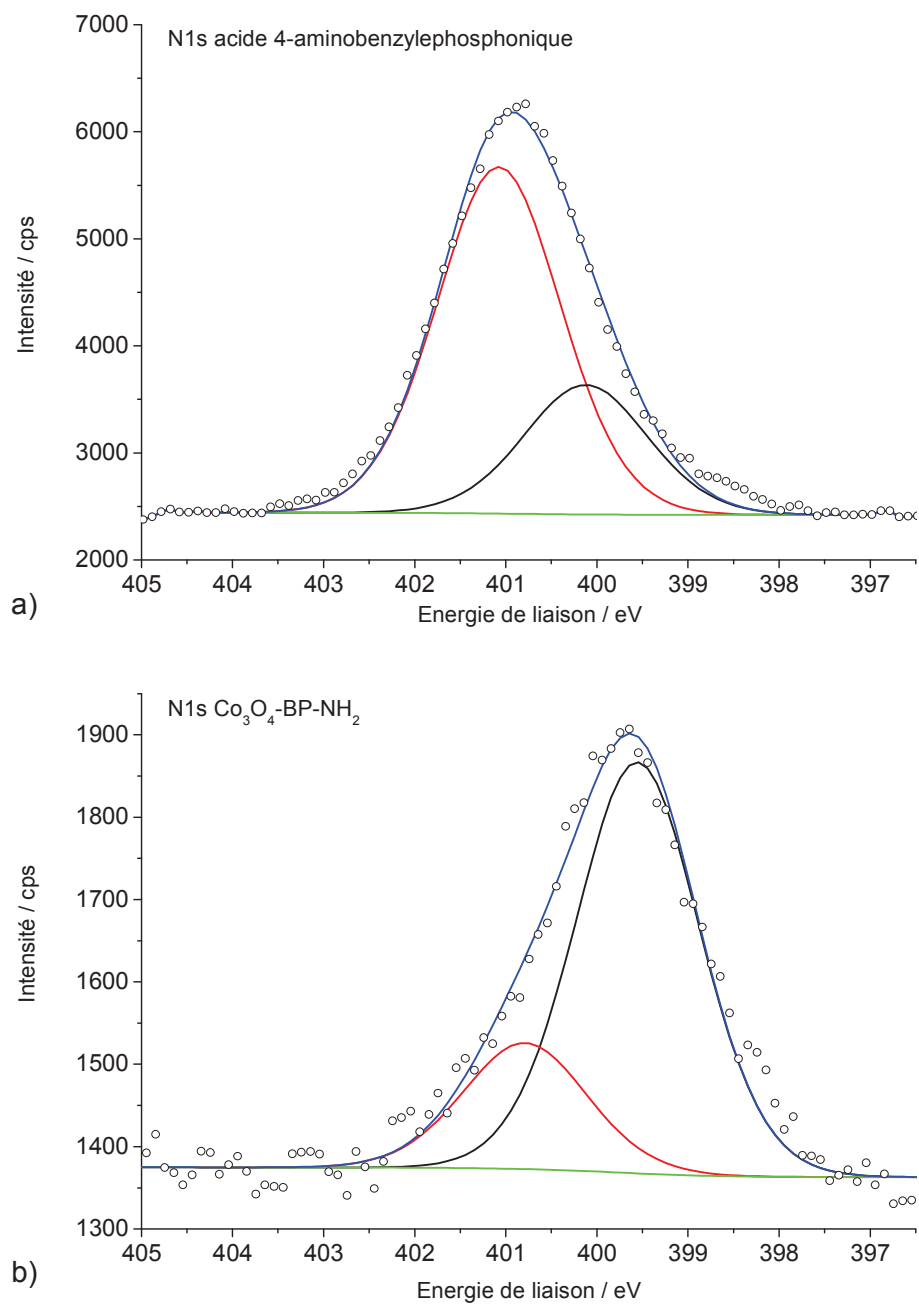 7000
N1s acide 4-aminobenzylephosphonique
6000
5000
4000
3000
2000
Intensité / cps
405 404 403 402 401 400 399 398 397
Energie de liaison / eV
a)
1900
N1s Co₃O₄-BP-NH₂
1800
1700
1600
1500
1400
1300
Intensité / cps
405 404 403 402 401 400 399 398 397
Energie de liaison / eV
b)